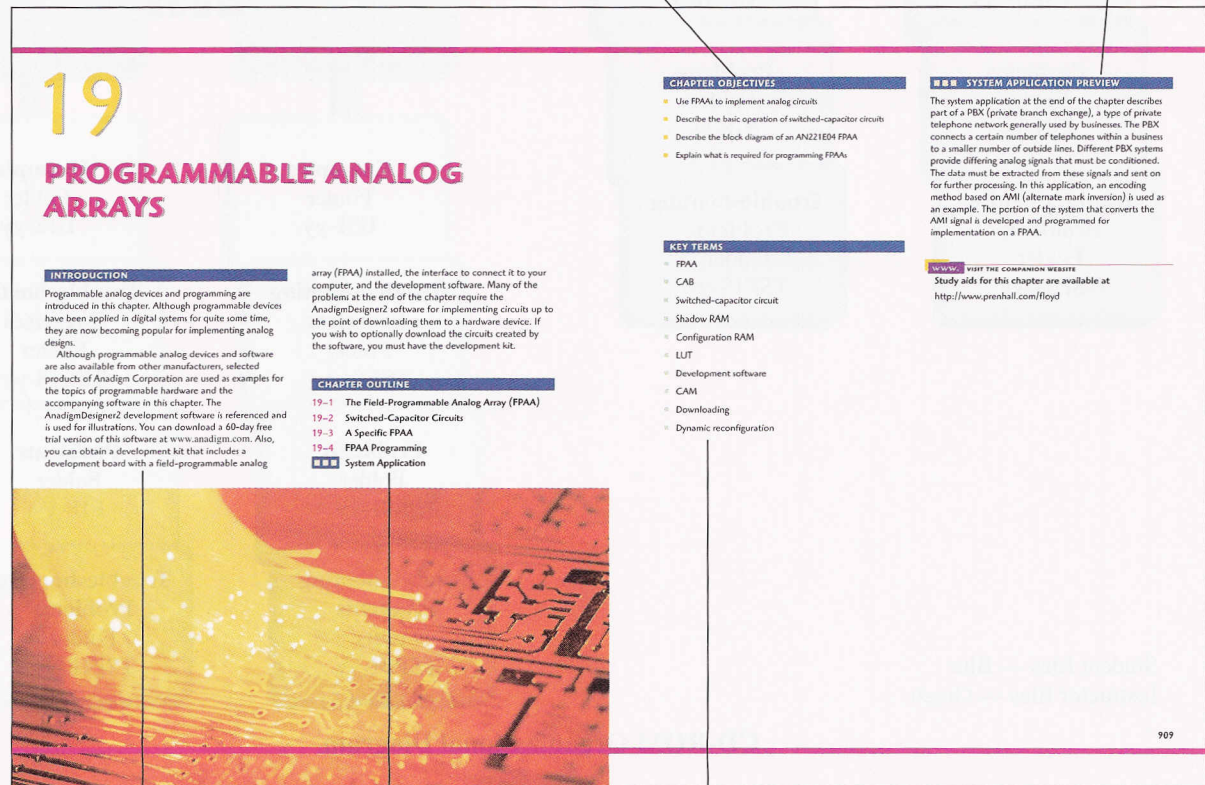 19
PROGRAMMABLE ANALOG
ARRAYS
INTRODUCTION
Programmable analog devices and programming are
introduced in this chapter. Although programmable devices
have been applied in digital systems for quite some time,
they are now becoming popular for implementing analog
designs.
Although programmable analog devices and software
are also available from other manufacturers, selected
products of Anadigm Corporation are used as examples for
the topics of programmable hardware and the
accompanying software in this chapter. The
AnadigmDesigner2 development software is referenced and
is used for illustrations. You can download a 60-day free
trial version of this software at www.anadigm.com. Also,
you can obtain a development kit that includes a
development board with a field-programmable analog
array (FPAA) installed, the interface to connect it to your
computer, and the development software. Many of the
problems at the end of the chapter require the
AnadigmDesigner2 software for implementing circuits up to
the point of downloading them to a hardware device. If
you wish to optionally download the circuits created by
the software, you must have the development kit.
CHAPTER OUTLINE
19–1 The Field-Programmable Analog Array (FPAA)
19–2 Switched-Capacitor Circuits
19–3 A Specific FPAA
19–4 FPAA Programming
System Application
CHAPTER OBJECTIVES
Use FPAAs to implement analog circuits
Describe the basic operation of switched-capacitor circuits
Describe the block diagram of an AN221E04 FPAA
Explain what is required for programming FPAAs
KEY TERMS
FPAA
CAB
Switched-capacitor circuit
Shadow RAM
Configuration RAM
LUT
Development software
CAM
Downloading
Dynamic reconfiguration
SYSTEM APPLICATION PREVIEW
The system application at the end of the chapter describes
part of a PBX (private branch exchange), a type of private
telephone network generally used by businesses. The PBX
connects a certain number of telephones within a business
to a smaller number of outside lines. Different PBX systems
provide differing analog signals that must be conditioned.
The data must be extracted from these signals and sent on
for further processing. In this application, an encoding
method based on AMI (alternate mark inversion) is used as
an example. The portion of the system that converts the
AMI signal is developed and programmed for
implementation on a FPAA.
www. VISIT THE COMPANION WEBSITE
Study aids for this chapter are available at
http://www.prenhall.com/floyd
909